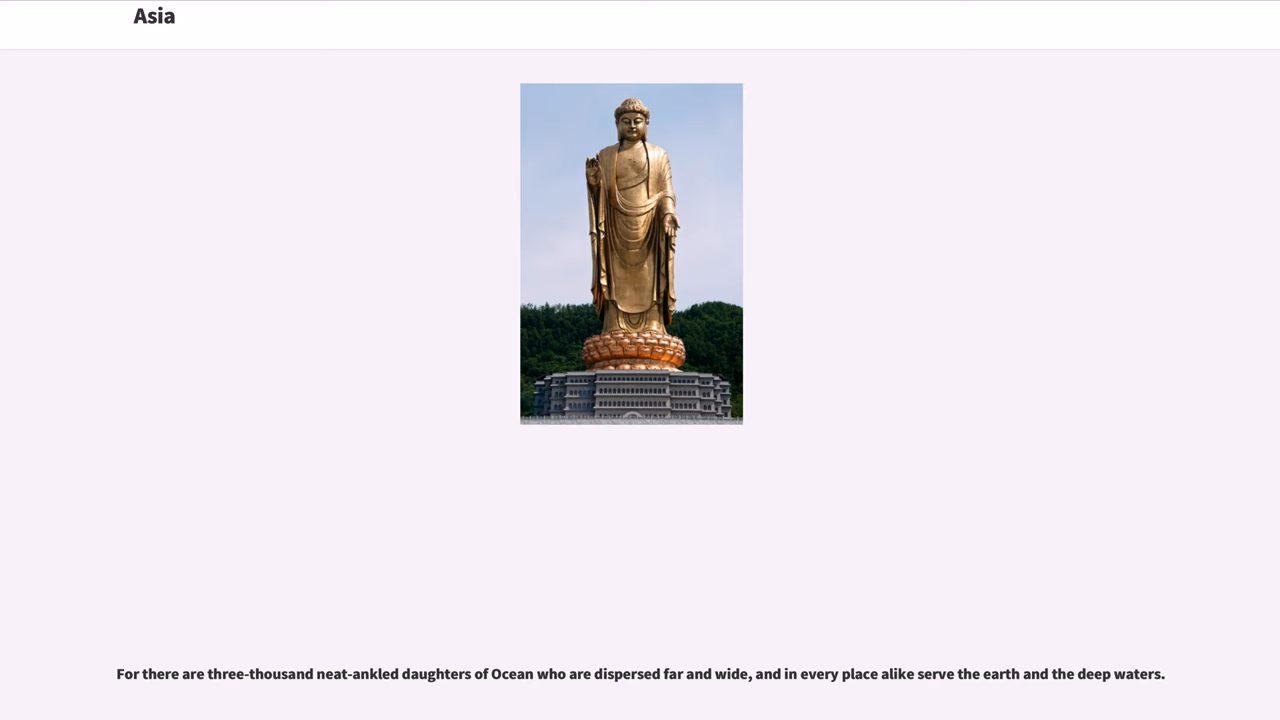 Asia
For there are three-thousand neat-ankled daughters of Ocean who are dispersed far and wide, and in every place alike serve the earth and the deep waters.